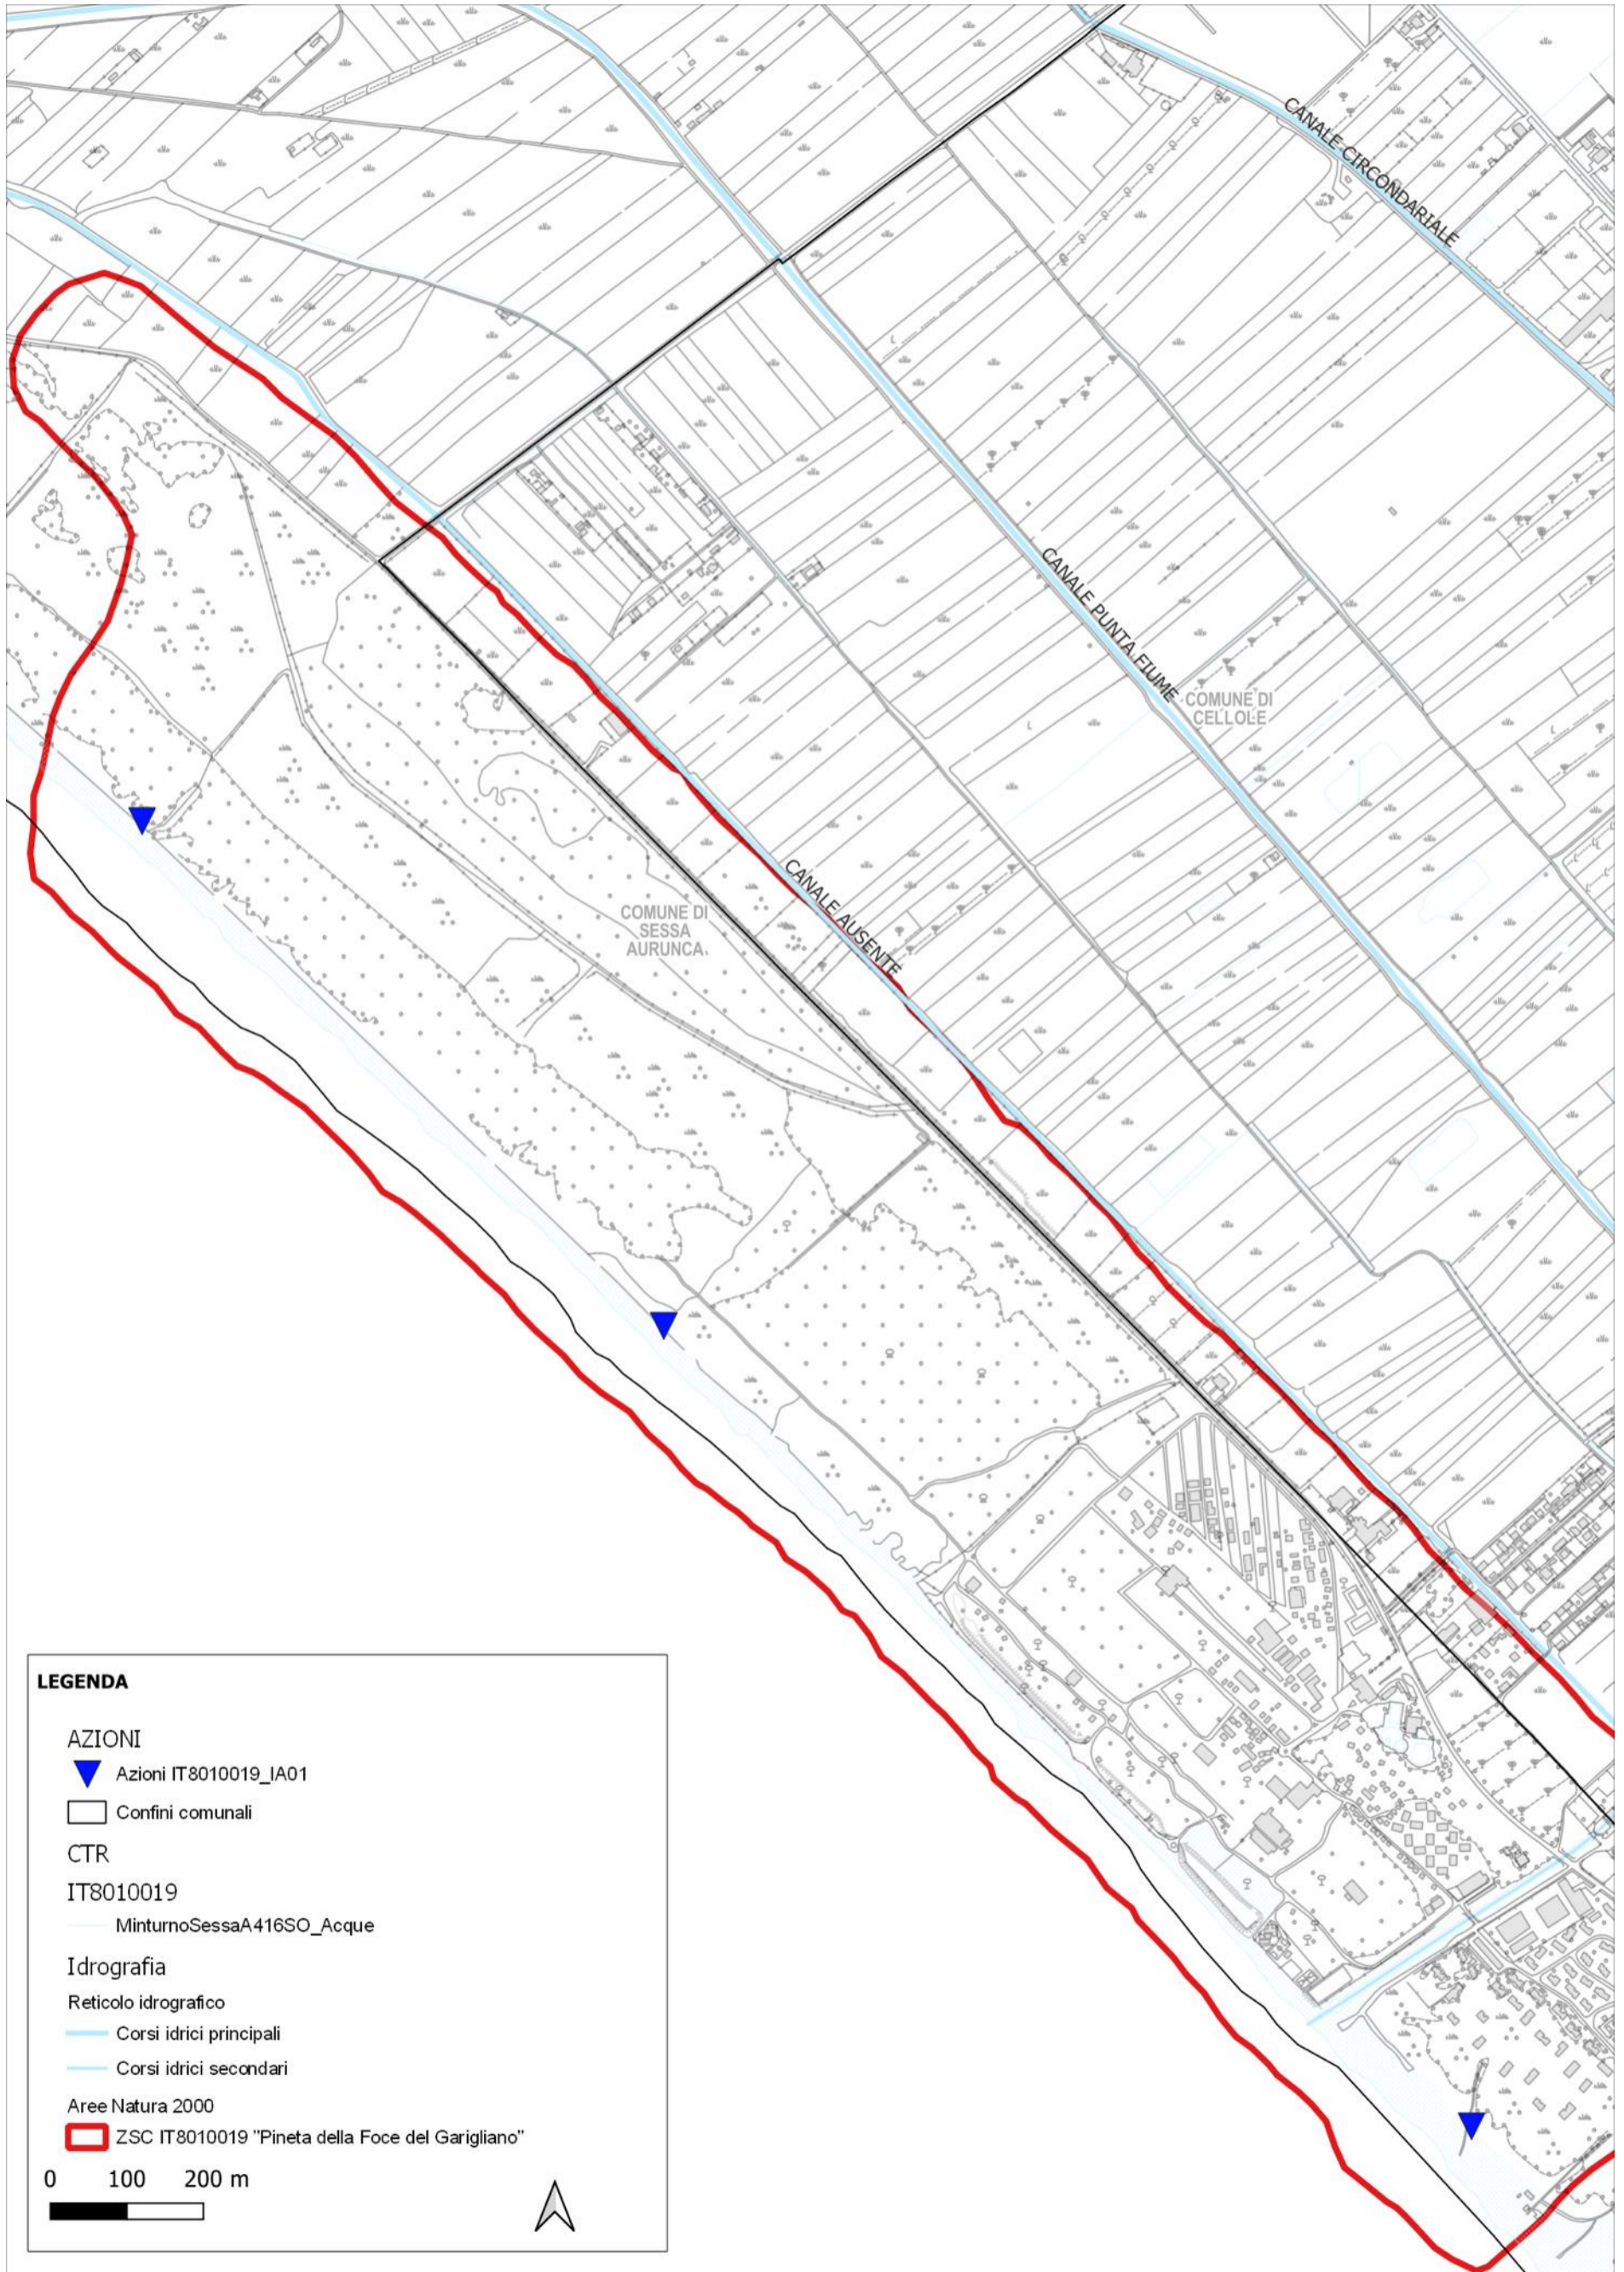 CANALE CIRCONDARIALE
CANALE PUNTA FIUME
COMUNE DI
CELLOLE
CANALE AUSENTE
COMUNE DI
SESSA
AURUNCA
LEGENDA
AZIONI
Azioni IT8010019_IA01
Confini comunali
CTR
IT8010019
MinturnoSessaA416SO_Acque
Idrografia
Reticolo idrografico
Corsi idrici principali
Corsi idrici secondari
Aree Natura 2000
ZSC IT8010019 "Pineta della Foce del Garigliano"
0 100 200 m